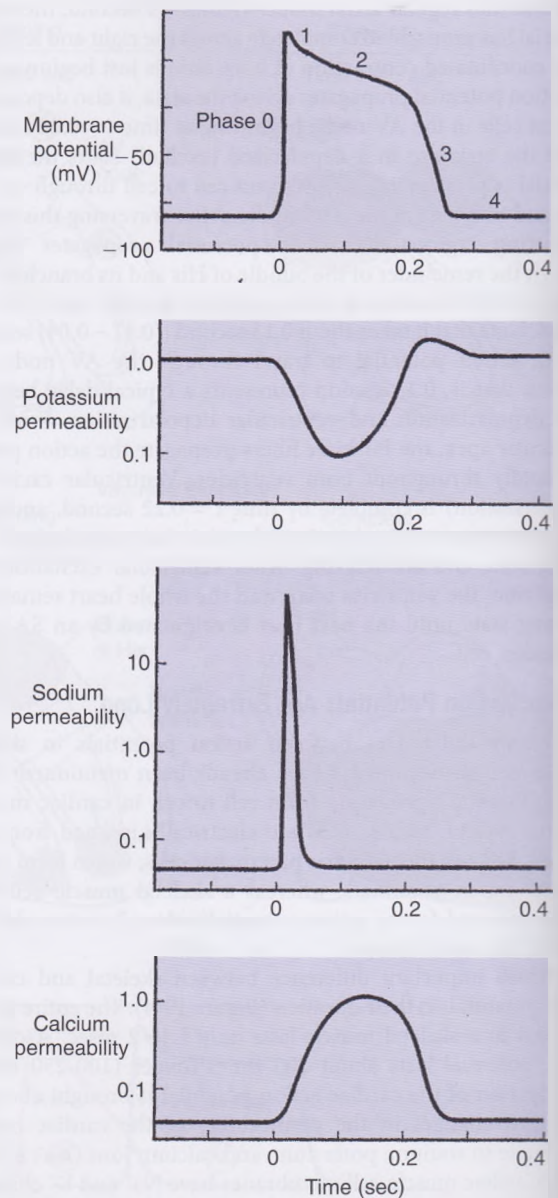 1
2
Phase 0
Membrane
potential
(mV)
50
3
4
-100
0
0.2
0.4
1.0
Potassium
permeability
0.1
0
0.2
0.4
10
Sodium
permeability
1.0
0.1
0
0.2
0.4
1.0
Calcium
permeability
0.1
0
0.2
0.4
Time (sec)